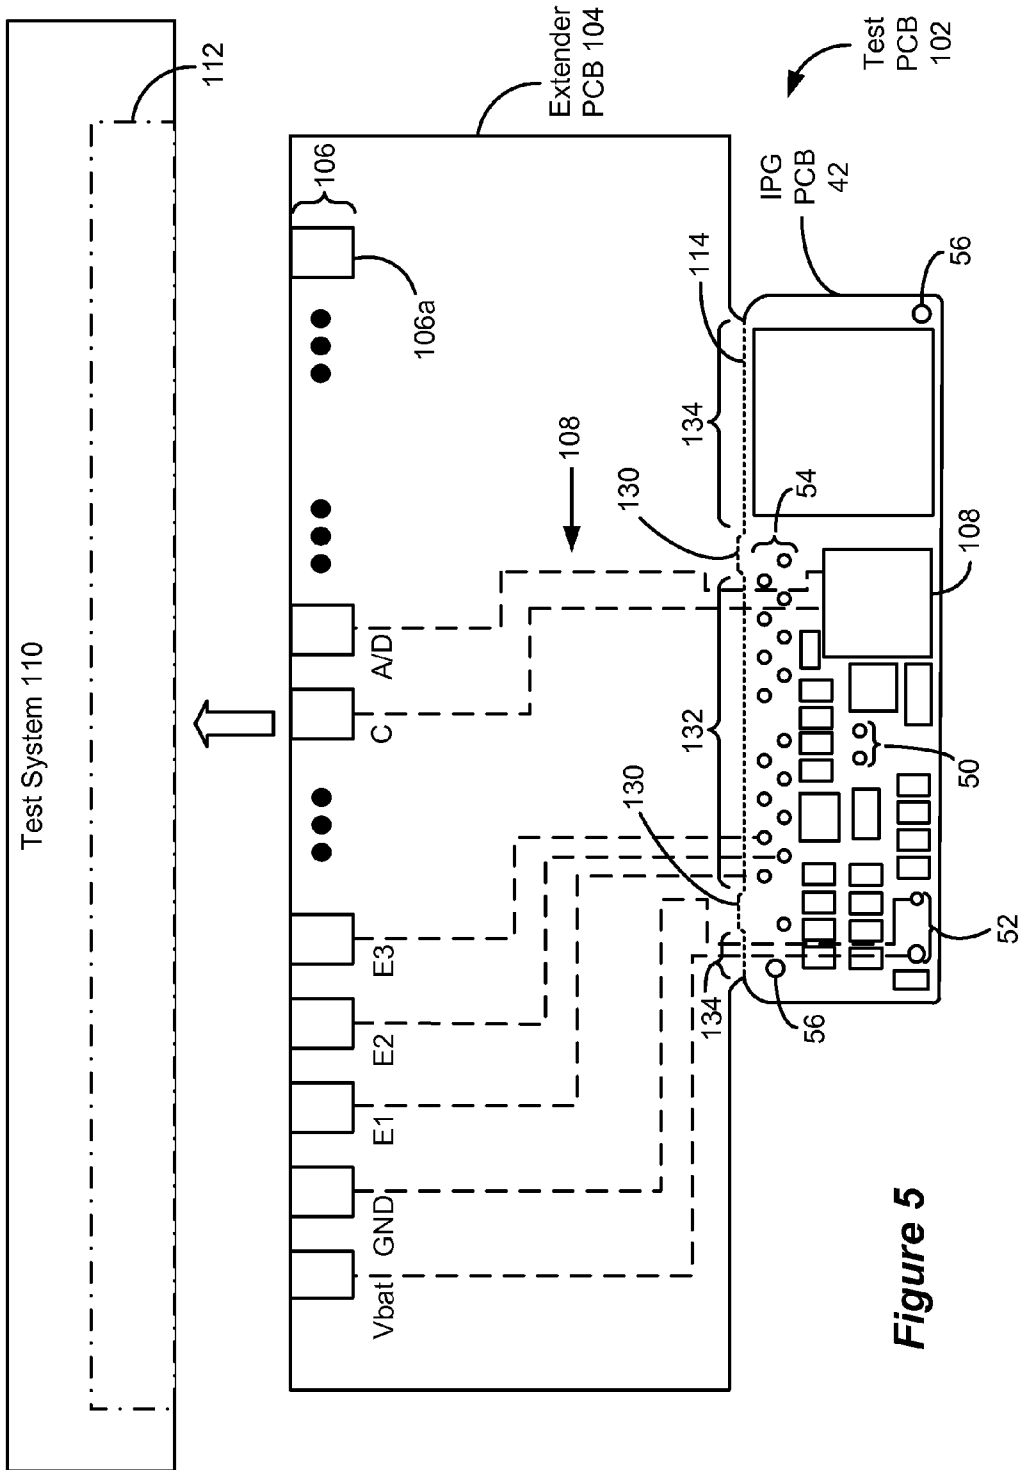 Test System 110
112
Extender
PCB 104
106
106a
Vbat
GND
E1
E2
E3
C
A/D
108
Test
PCB
102
IPG
PCB
42
134
130
132
130
134
114
54
56
56
52
50
108
Figure 5